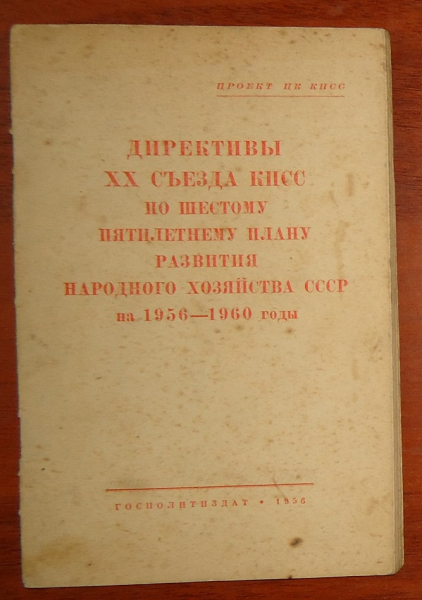 ПРОЕКТ ЦК КПСС
ДИРЕКТИВЫ
XX СЪЕЗДА КПСС
ПО ШЕСТОМУ
ПЯТИЛЕТНЕМУ ПЛАНУ
РАЗВИТИЯ
НАРОДНОГО ХОЗЯЙСТВА СССР
на 1956—1960 годы
ГОСПОЛИТИЗДАТ • 1956